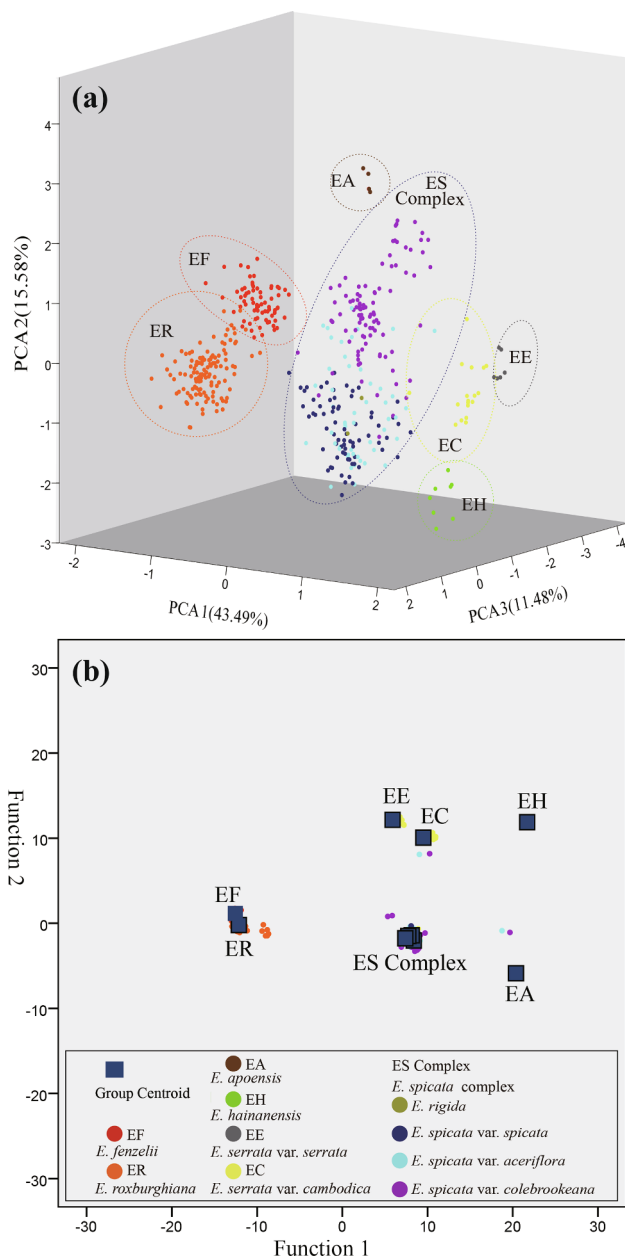 (a)
4
3
2
1
0
-1
-2
-3
PCA2(15.58%)
EA
ES
Complex
EF
ER
EE
EC
EH
-2
-1
0
1
2
PCA1(43.49%)
2
1
0
-1
-2
-3
-4
PCA3(11.48%)
(b)
30
20
10
0
-10
-20
-30
Function 2
EE
EC
EH
EF
ER
ES Complex
EA
Group Centroid
EF
E. fenzelii
ER
E. roxburghiana
EA
E. apoensis
EH
E. hainanensis
EE
E. serrata var. serrata
EC
E. serrata var. cambodica
ES Complex
E. spicata complex
E. rigida
E. spicata var. spicata
E. spicata var. aceriflora
E. spicata var. colebrookeana
-30
-20
-10
0
10
20
30
Function 1